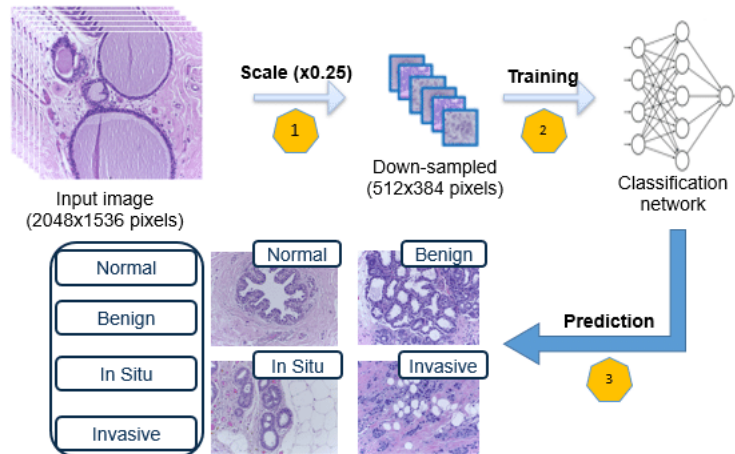 Scale (x0.25)
1
Training
2
Input image
(2048x1536 pixels)
Down-sampled
(512x384 pixels)
Classification
network
Normal
Benign
In Situ
Invasive
Normal
Benign
In Situ
Invasive
Prediction
3